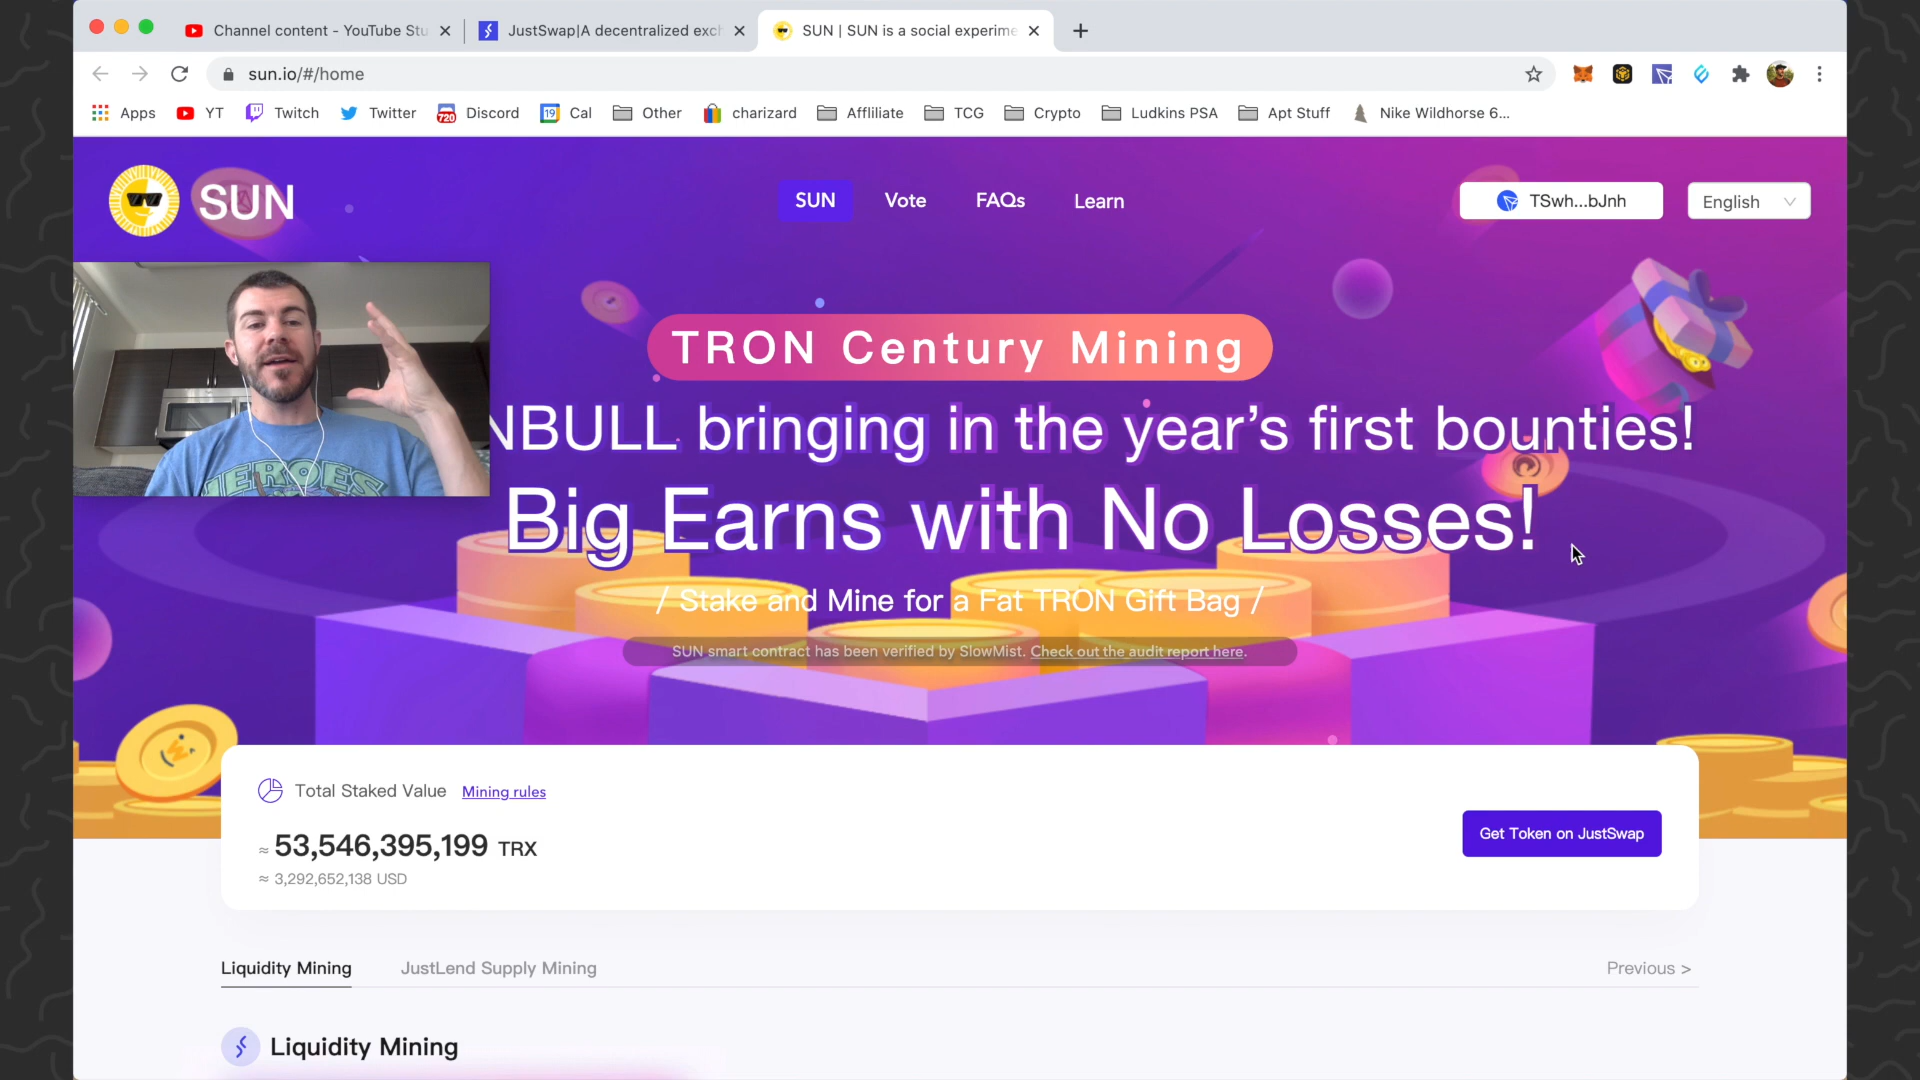 Channel content - YouTube Stu
JustSwap|A decentralized exch
SUN | SUN is a social experime
sun.io/#/home
Apps
YT
Twitch
Twitter
720
Discord
19
Cal
Other
charizard
Affliliate
TCG
Crypto
Ludkins PSA
Apt Stuff
Nike Wildhorse 6...
SUN
SUN
Vote
FAQs
Learn
TSwh...bJnh
English
TRON Century Mining
NBULL bringing in the year's first bounties!
Big Earns with No Losses!
/ Stake and Mine for a Fat TRON Gift Bag /
SUN smart contract has been verified by SlowMist. Check out the audit report here.
HEROES
Total Staked Value
Mining rules
≈ 53,546,395,199 TRX
≈ 3,292,652,138 USD
Get Token on JustSwap
Liquidity Mining
JustLend Supply Mining
Previous >
Liquidity Mining